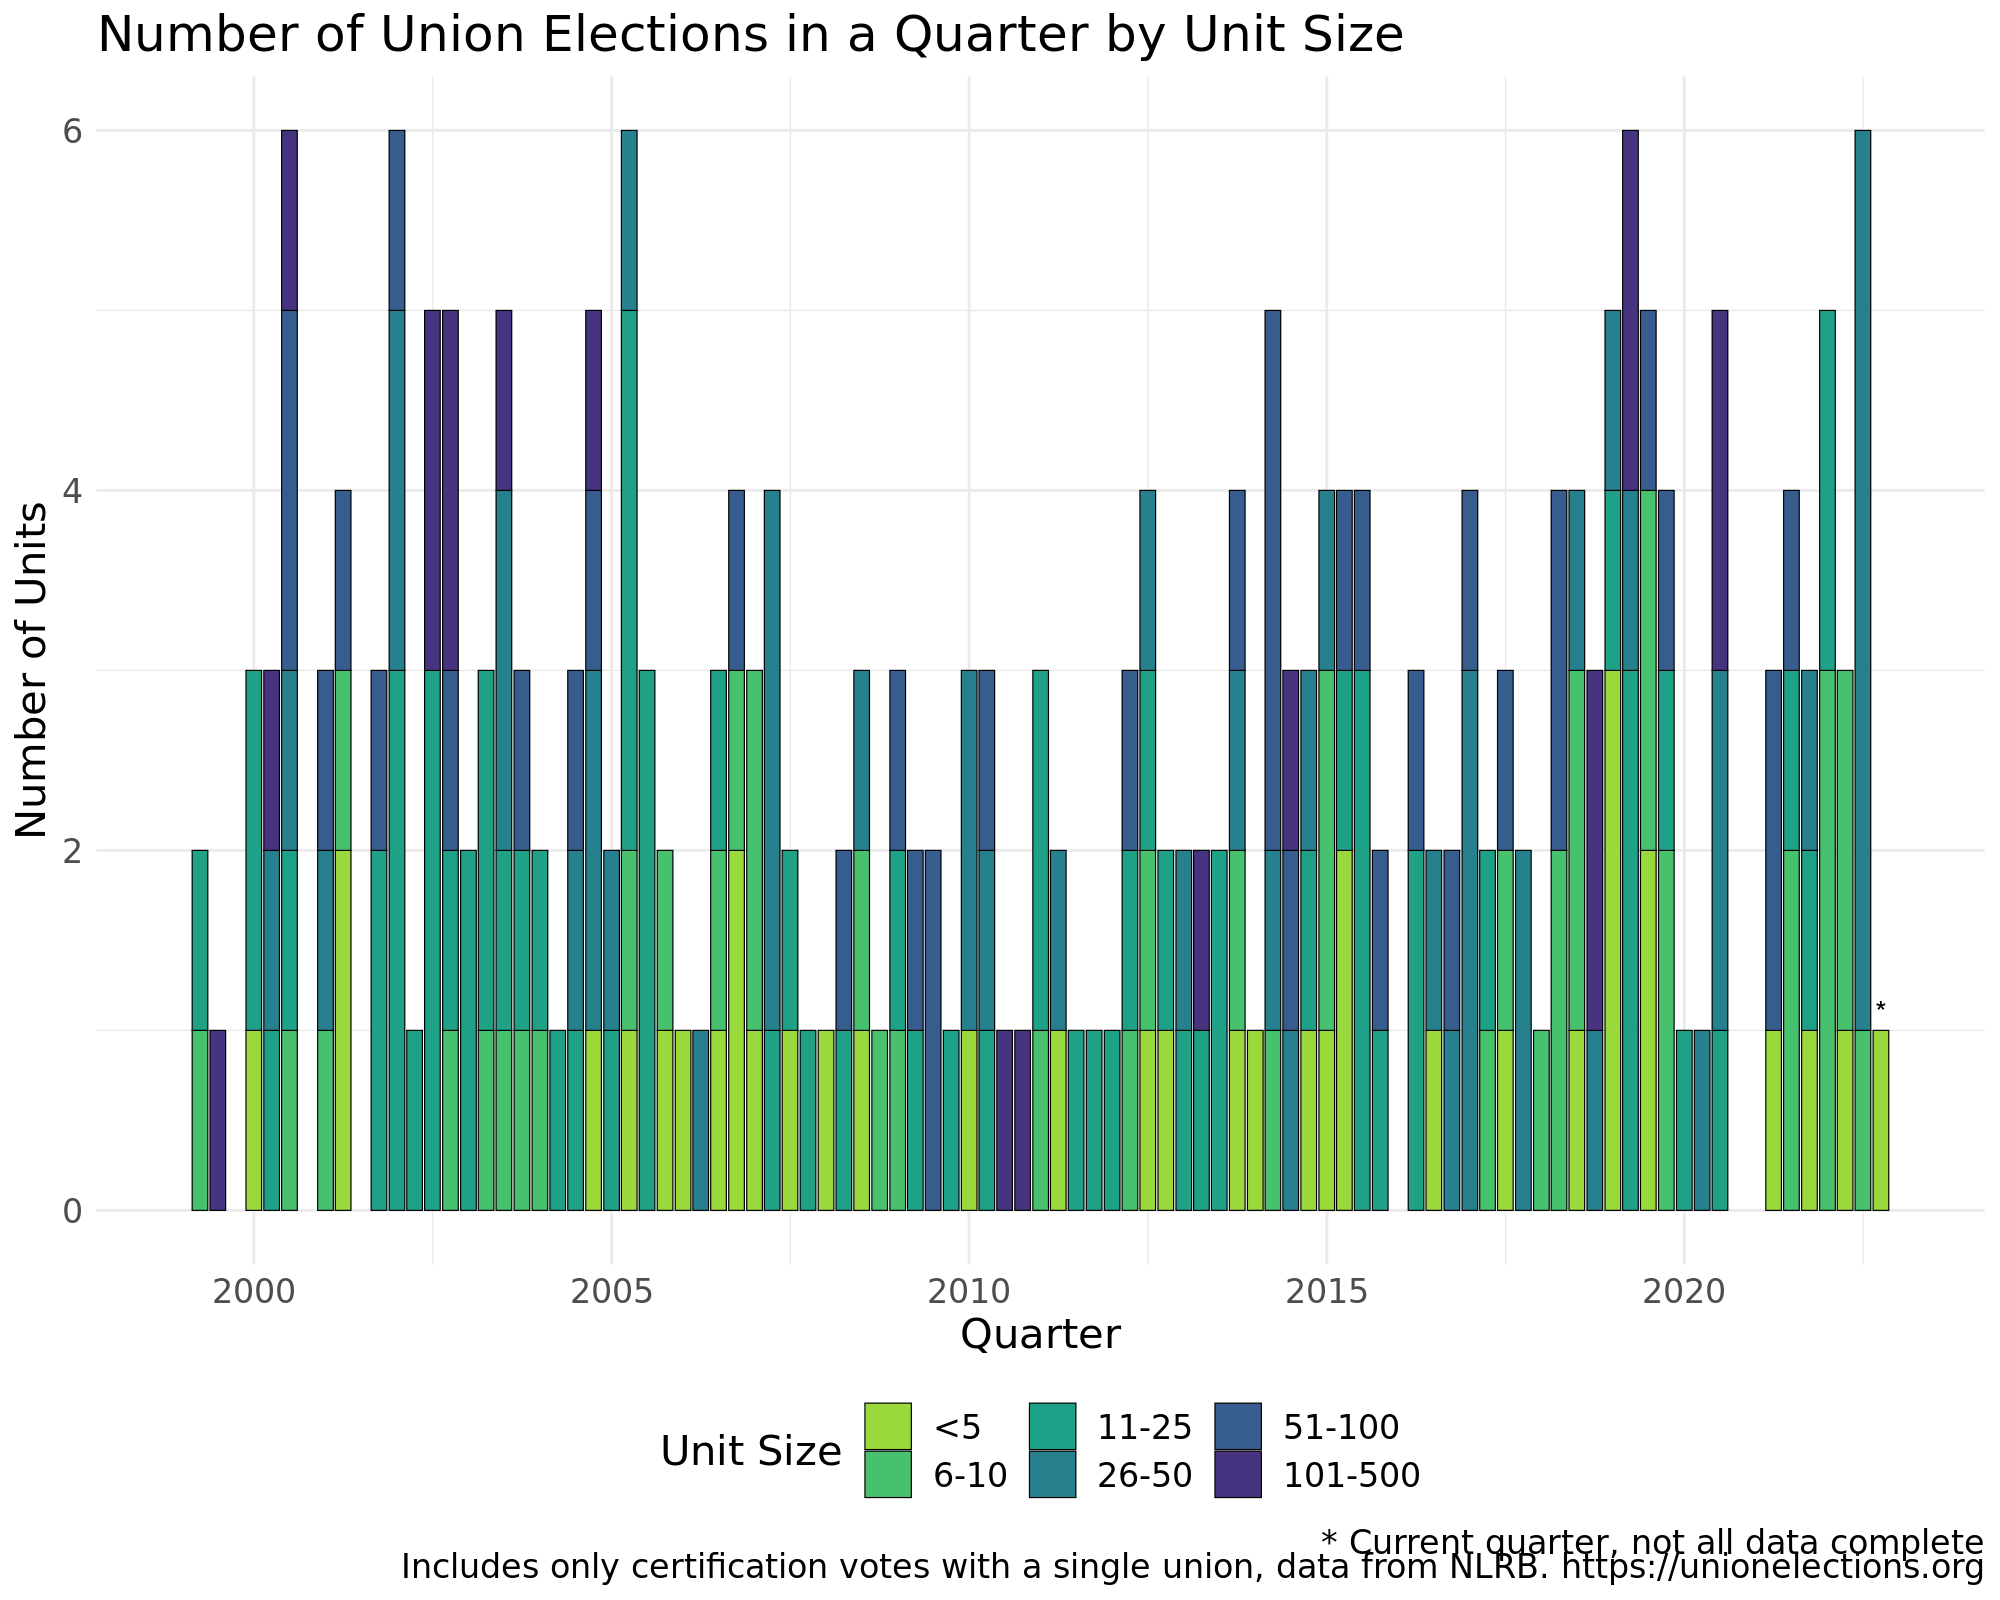 Number of Union Elections in a Quarter by Unit Size
Number of Units
6
4
2
0
*
2000 2005 2010 2015 2020
Quarter
Unit Size
<5 11-25 51-100
6-10 26-50 101-500
* Current quarter, not all data complete
Includes only certification votes with a single union, data from NLRB. https://unionelections.org